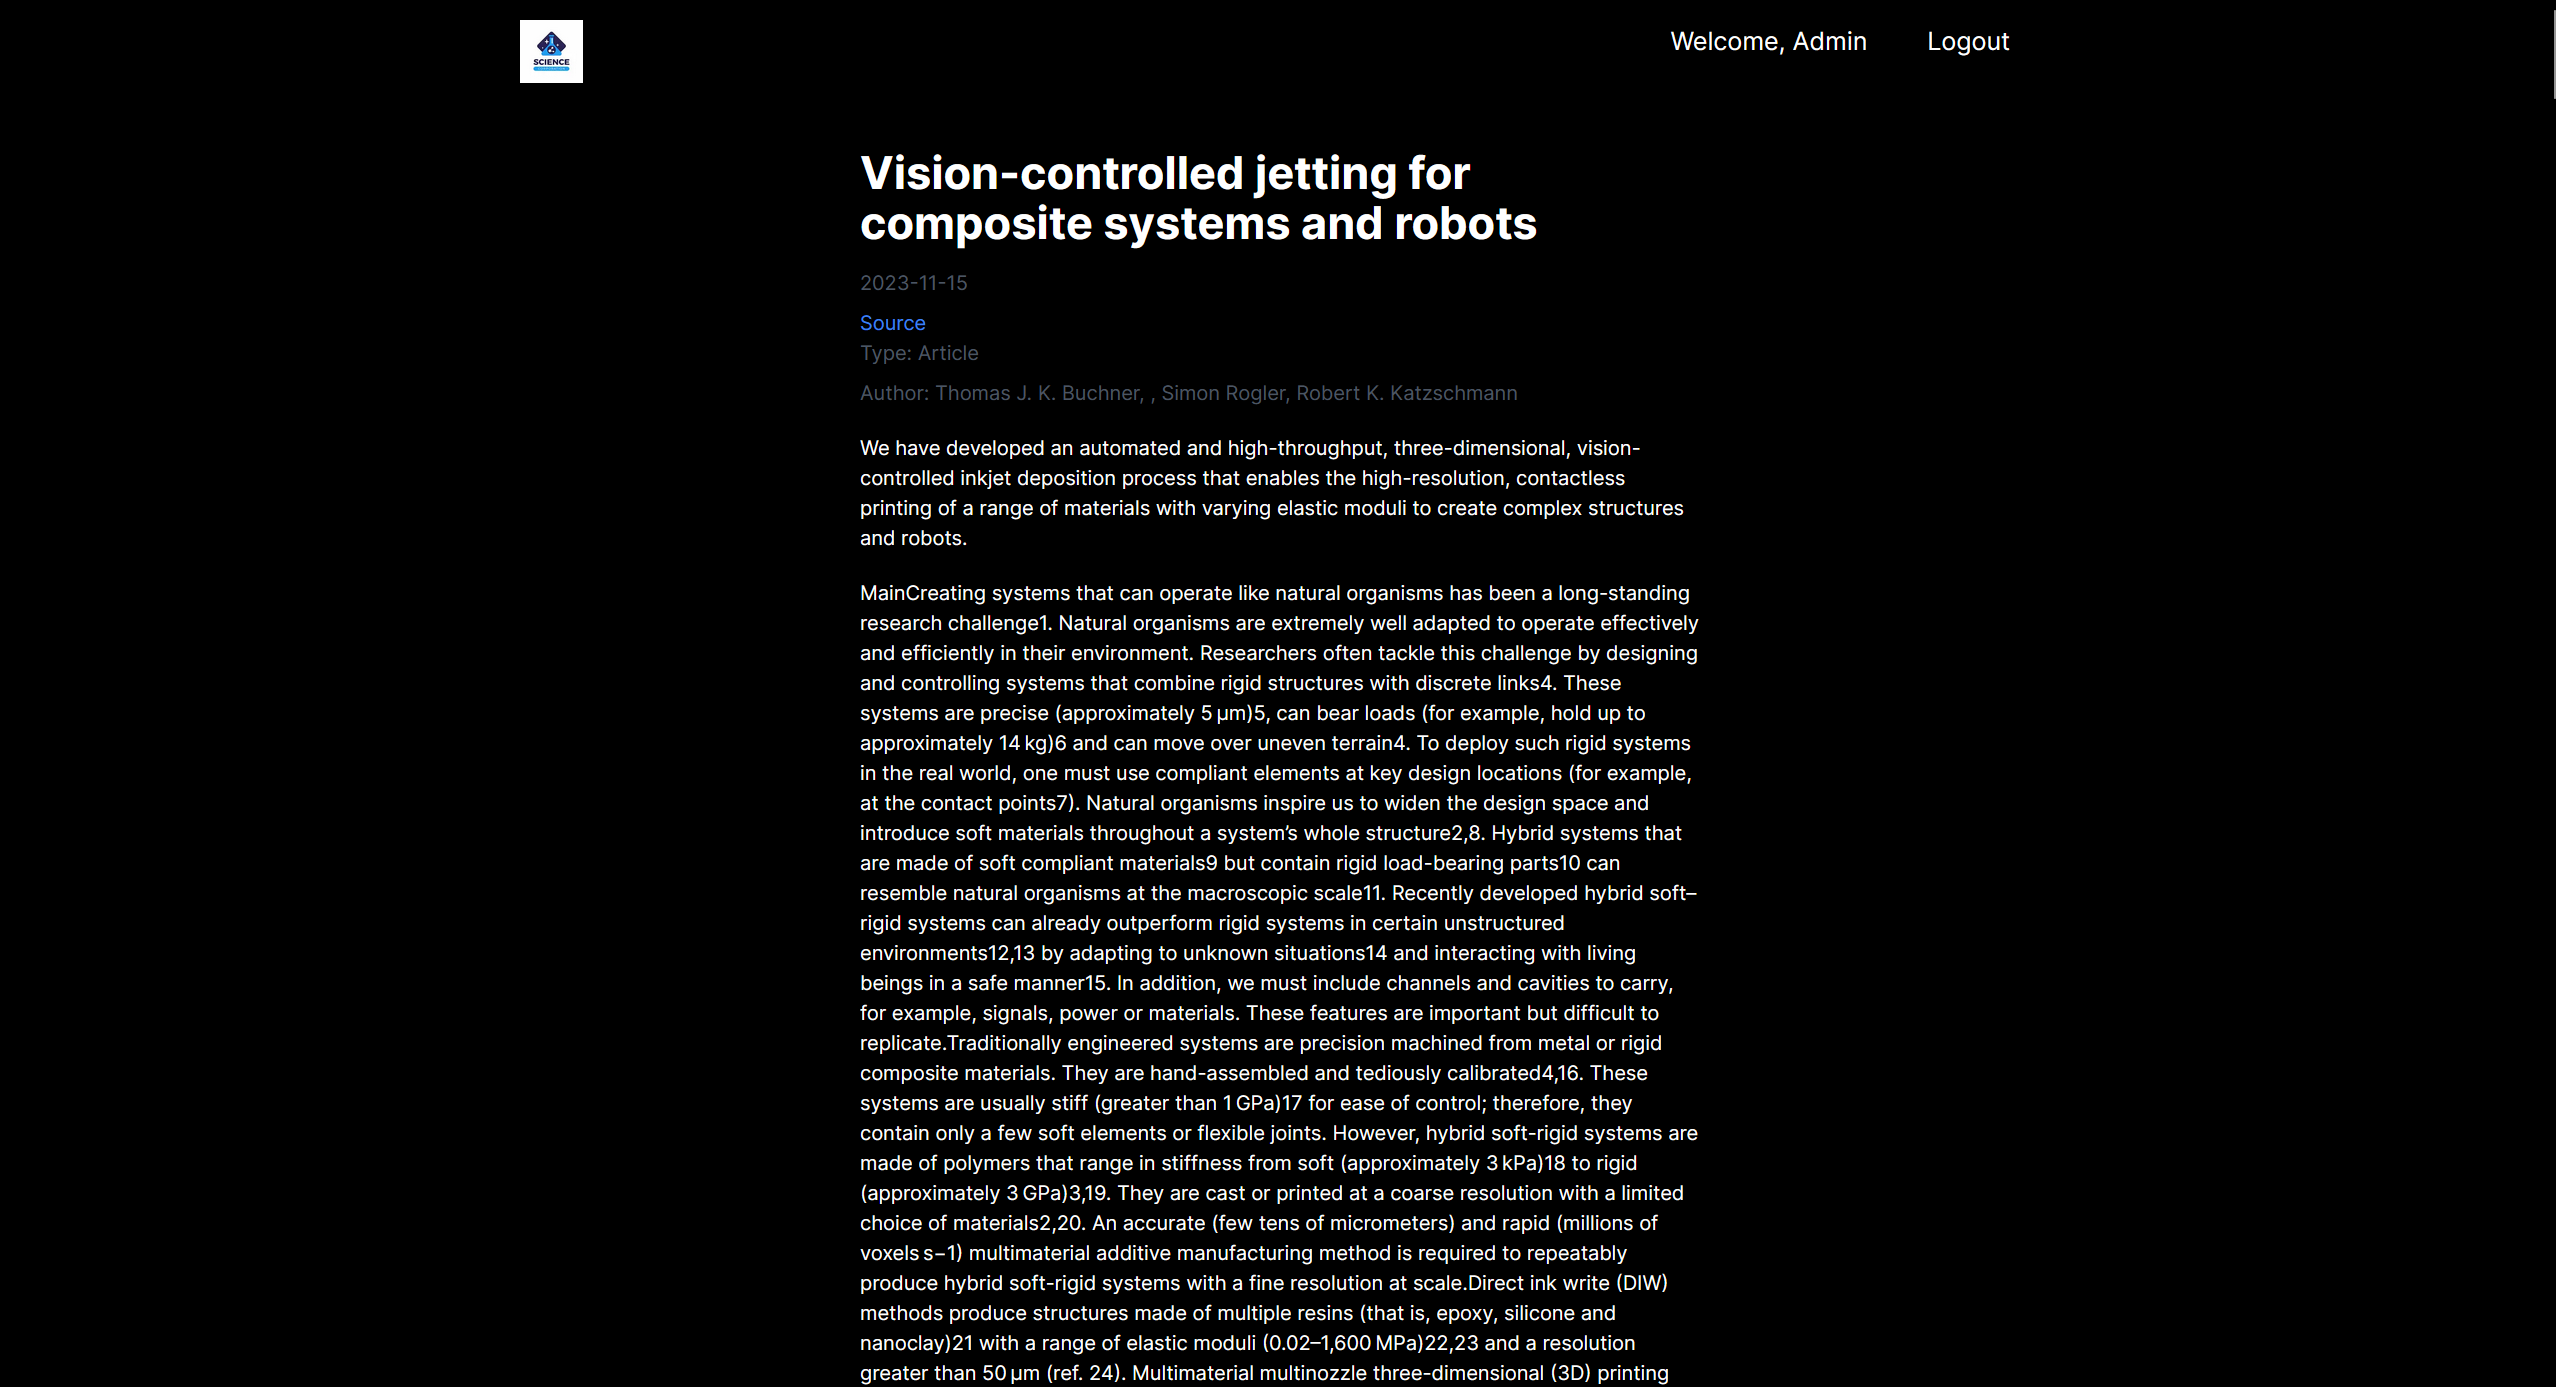 SCIENCE
Welcome, Admin
Logout
Vision-controlled jetting for
composite systems and robots
2023-11-15
Source
Type: Article
Author: Thomas J. K. Buchner, , Simon Rogler, Robert K. Katzschmann
We have developed an automated and high-throughput, three-dimensional, vision-
controlled inkjet deposition process that enables the high-resolution, contactless
printing of a range of materials with varying elastic moduli to create complex structures
and robots.
MainCreating systems that can operate like natural organisms has been a long-standing
research challenge1. Natural organisms are extremely well adapted to operate effectively
and efficiently in their environment. Researchers often tackle this challenge by designing
and controlling systems that combine rigid structures with discrete links4. These
systems are precise (approximately 5 µm)5, can bear loads (for example, hold up to
approximately 14 kg)6 and can move over uneven terrain4. To deploy such rigid systems
in the real world, one must use compliant elements at key design locations (for example,
at the contact points7). Natural organisms inspire us to widen the design space and
introduce soft materials throughout a system’s whole structure2,8. Hybrid systems that
are made of soft compliant materials9 but contain rigid load-bearing parts10 can
resemble natural organisms at the macroscopic scale11. Recently developed hybrid soft–
rigid systems can already outperform rigid systems in certain unstructured
environments12,13 by adapting to unknown situations14 and interacting with living
beings in a safe manner15. In addition, we must include channels and cavities to carry,
for example, signals, power or materials. These features are important but difficult to
replicate.Traditionally engineered systems are precision machined from metal or rigid
composite materials. They are hand-assembled and tediously calibrated4,16. These
systems are usually stiff (greater than 1 GPa)17 for ease of control; therefore, they
contain only a few soft elements or flexible joints. However, hybrid soft-rigid systems are
made of polymers that range in stiffness from soft (approximately 3 kPa)18 to rigid
(approximately 3 GPa)3,19. They are cast or printed at a coarse resolution with a limited
choice of materials2,20. An accurate (few tens of micrometers) and rapid (millions of
voxels s−1) multimaterial additive manufacturing method is required to repeatably
produce hybrid soft-rigid systems with a fine resolution at scale.Direct ink write (DIW)
methods produce structures made of multiple resins (that is, epoxy, silicone and
nanoclay)21 with a range of elastic moduli (0.02–1,600 MPa)22,23 and a resolution
greater than 50 µm (ref. 24). Multimaterial multinozzle three-dimensional (3D) printing